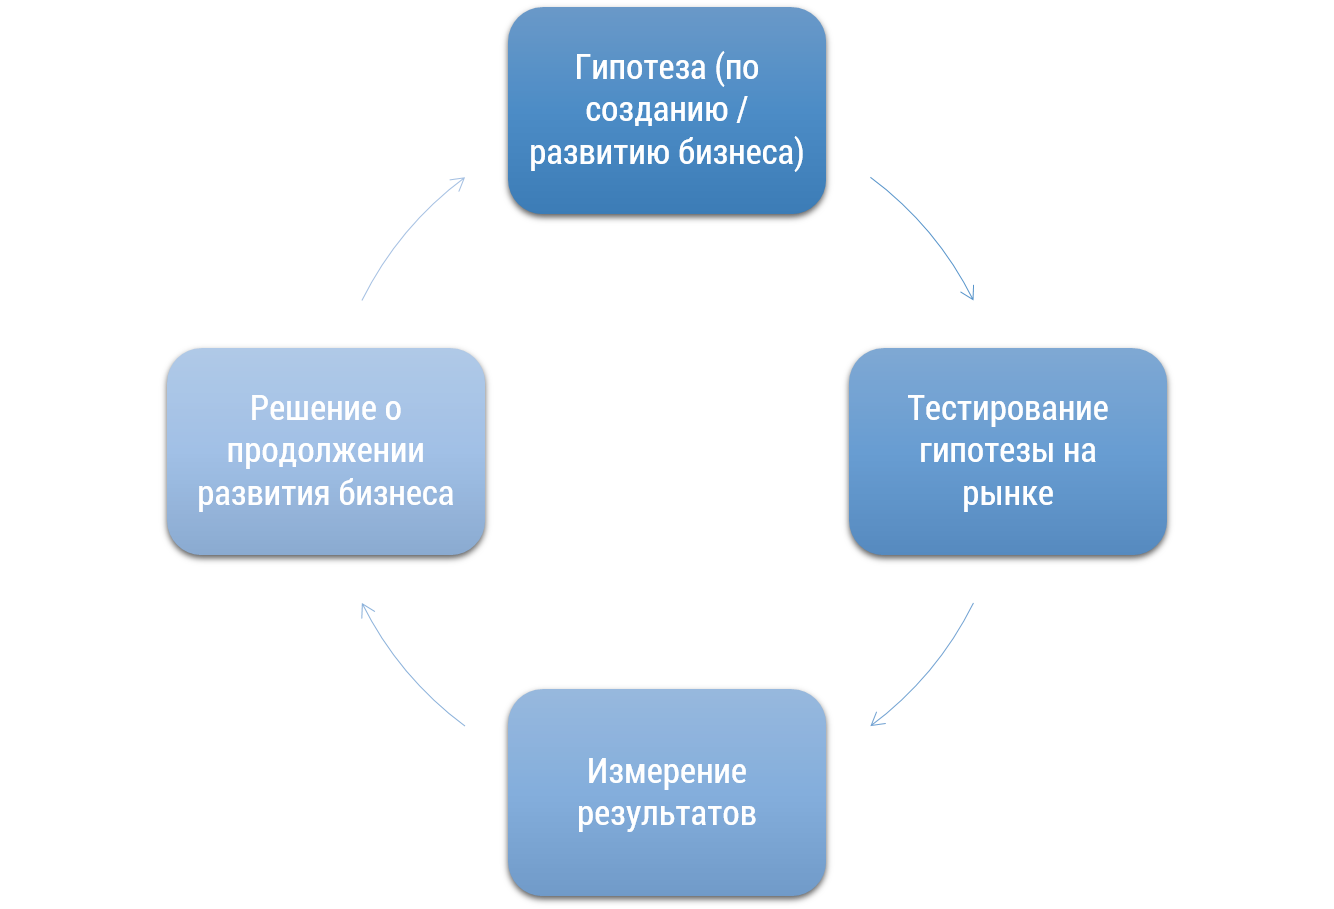 Гипотеза (по
созданию /
развитию бизнеса)
Тестирование
гипотезы на
рынке
Измерение
результатов
Решение о
продолжении
развития бизнеса